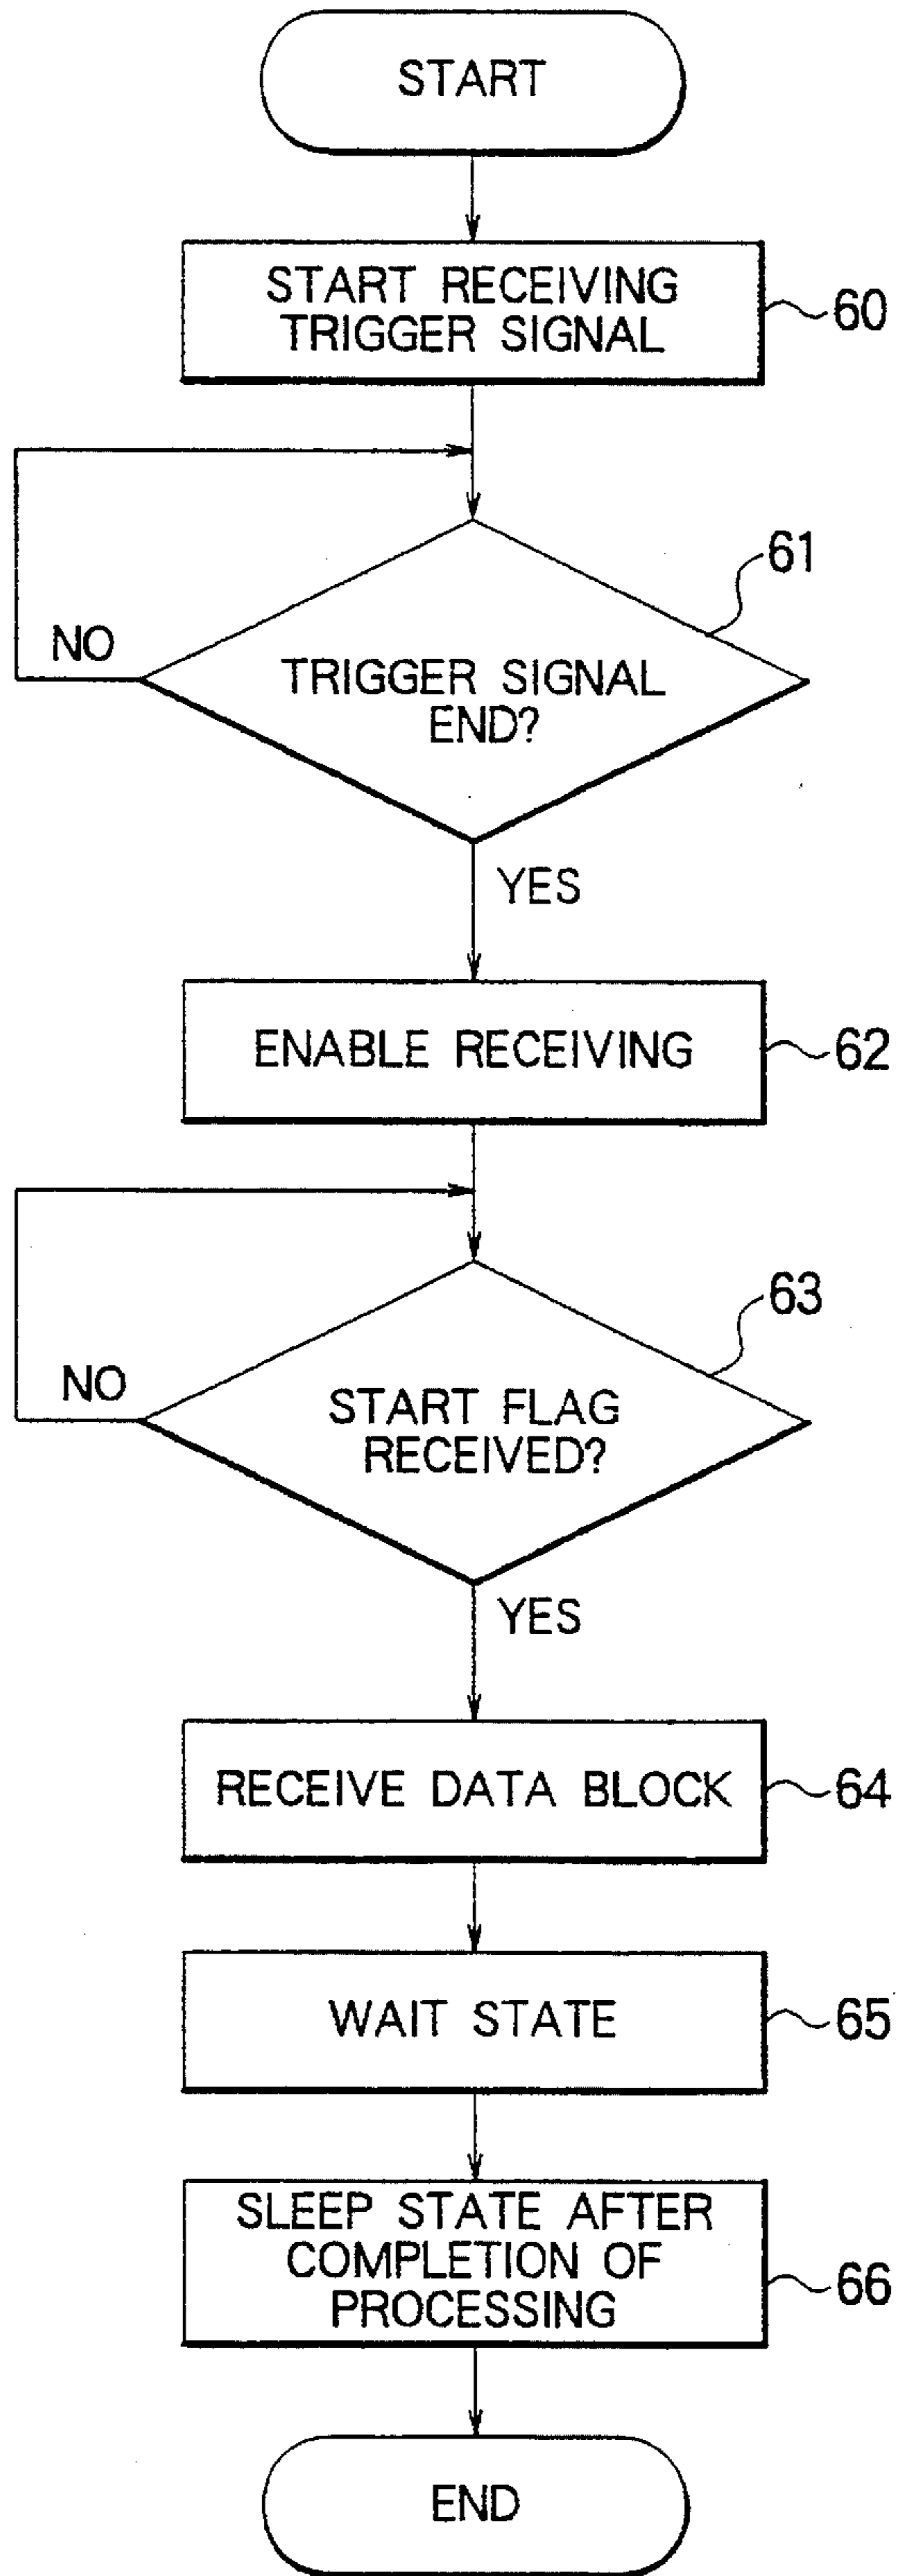 START
START RECEIVING
TRIGGER SIGNAL
60
61
NO
TRIGGER SIGNAL
END?
YES
ENABLE RECEIVING
62
63
NO
START FLAG
RECEIVED?
YES
RECEIVE DATA BLOCK
64
WAIT STATE
65
SLEEP STATE AFTER
COMPLETION OF
PROCESSING
66
END